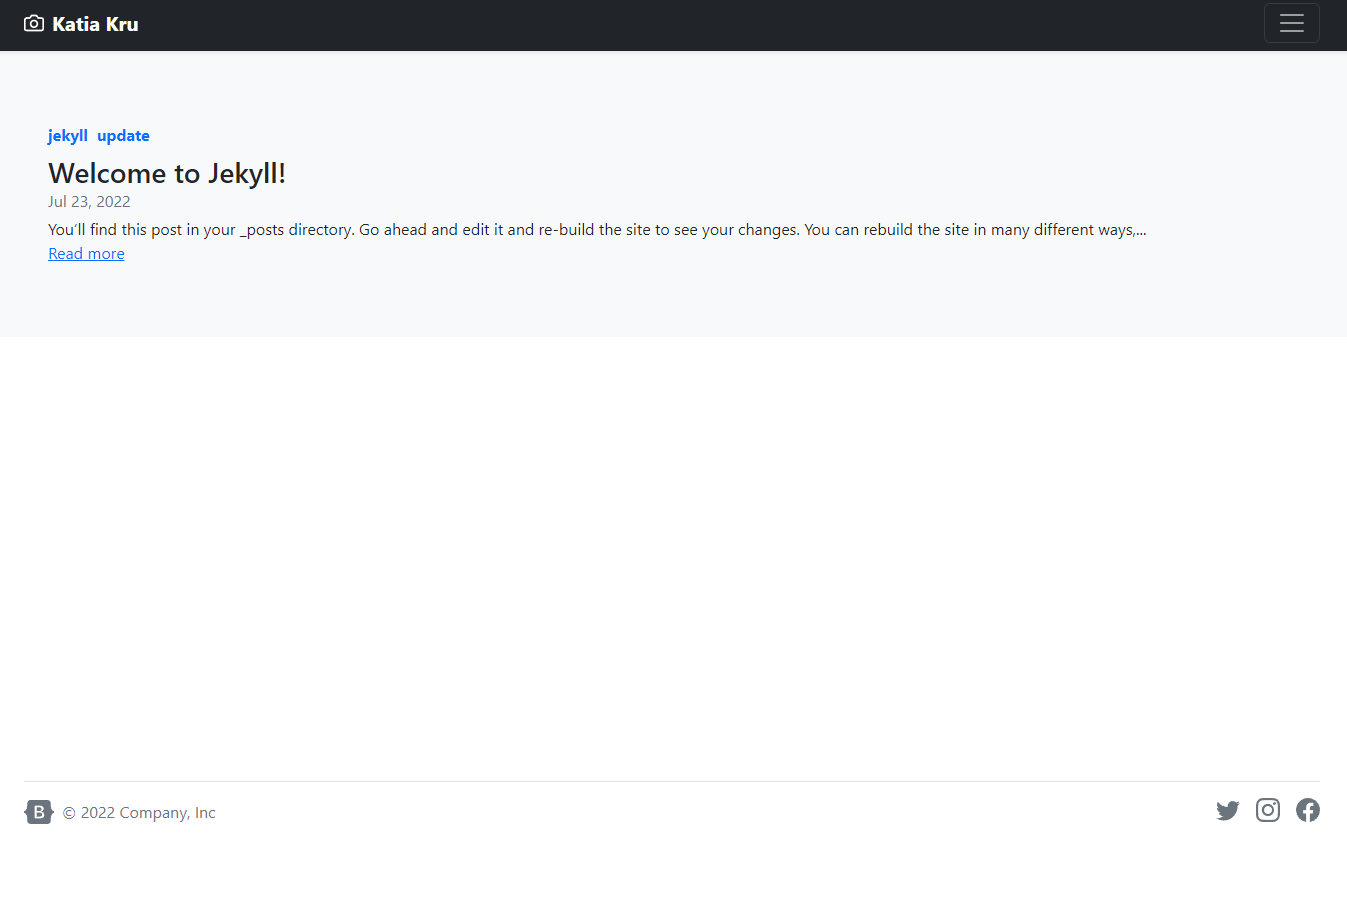 Katia Kru
jekyll update
Welcome to Jekyll!
Jul 23, 2022
You’ll find this post in your _posts directory. Go ahead and edit it and re-build the site to see your changes. You can rebuild the site in many different ways,...
Read more
B © 2022 Company, Inc